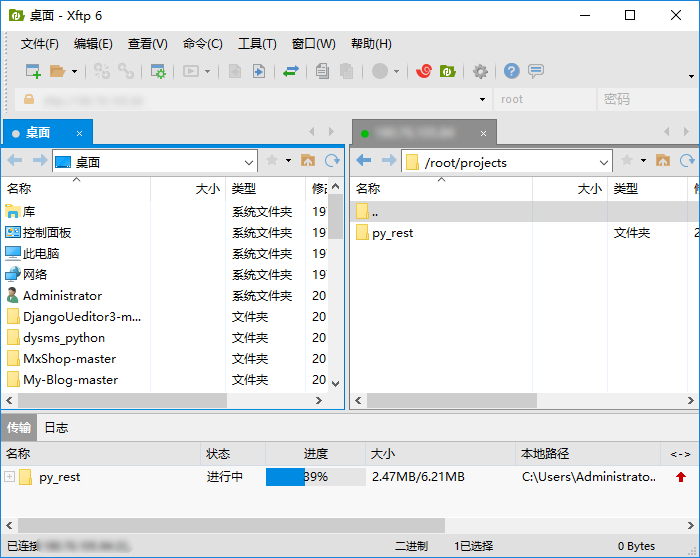 桌面 - Xftp 6
文件(F) 编辑(E) 查看(V) 命令(C) 工具(T) 窗口(W) 帮助(H)
root 密码
桌面
桌面 /root/projects
名称 大小 类型 修改 名称 大小 类型
库 系统文件夹 19 ..
控制面板 系统文件夹 19 py_rest 文件夹 2
此电脑 系统文件夹 19
网络 系统文件夹 19
Administrator 系统文件夹 20
DjangoUeditor3-m... 文件夹 20
dysms_python 文件夹 20
MxShop-master 文件夹 20
My-Blog-master 文件夹 20
传输 日志
名称 状态 进度 大小 本地路径 <->
py_rest 进行中 39% 2.47MB/6.21MB C:\Users\Administrato..
已连接 二进制 1已选择 0 Bytes